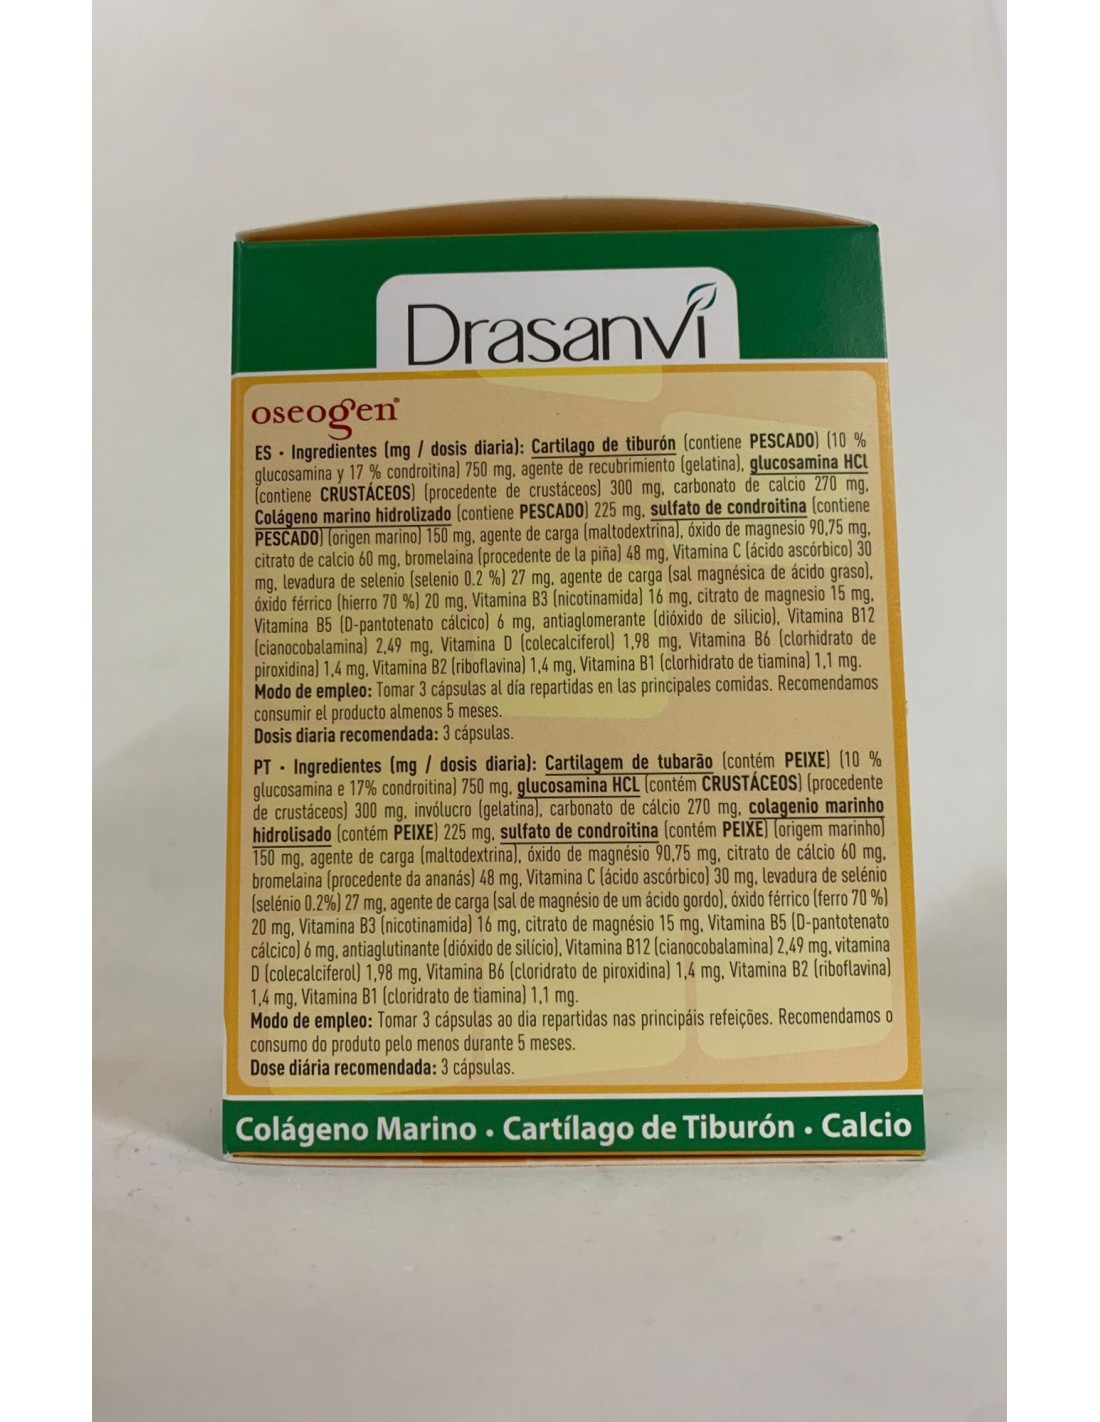 Drasanvi
oseogen®
ES · Ingredientes (mg / dosis diaria): Cartilago de tiburón (contiene PESCADO) (10 %
glucosamina y 17 % condroitina) 750 mg, agente de recubrimiento (gelatina), glucosamina HCl
(contiene CRUSTÁCEOS) (procedente de crustáceos) 300 mg, carbonato de calcio 270 mg,
Colágeno marino hidrolizado (contiene PESCADO) 225 mg, sulfato de condroitina (contiene
PESCADO) (origen marino) 150 mg, agente de carga (maltodextrina), óxido de magnesio 90,75 mg,
citrato de calcio 60 mg, bromelaina (procedente de la piña) 48 mg, Vitamina C (ácido ascórbico) 30
mg, levadura de selenio (selenio 0.2 %) 27 mg, agente de carga (sal magnésica de ácido graso),
óxido férrico (hierro 70 %) 20 mg, Vitamina B3 (nicotinamida) 16 mg, citrato de magnesio 15 mg,
Vitamina B5 (D-pantotenato cálcico) 6 mg, antiaglomerante (dióxido de silicio), Vitamina B12
(cianocobalamina) 2,49 mg, Vitamina D (colecalciferol) 1,98 mg, Vitamina B6 (clorhidrato de
piroxidina) 1,4 mg, Vitamina B2 (riboflavina) 1,4 mg, Vitamina B1 (clorhidrato de tiamina) 1,1 mg.
Modo de empleo: Tomar 3 cápsulas al día repartidas en las principales comidas. Recomendamos
consumir el producto almenos 5 meses.
Dosis diaria recomendada: 3 cápsulas.
PT · Ingredientes (mg / dosis diaria): Cartilagem de tubarão (contém PEIXE) (10 %
glucosamina e 17% condroitina) 750 mg, glucosamina HCL (contém CRUSTÁCEOS) (procedente
de crustáceos) 300 mg, invólucro (gelatina), carbonato de cálcio 270 mg, colagenio marinho
hidrolisado (contém PEIXE) 225 mg, sulfato de condroitina (contém PEIXE) (origem marinho)
150 mg, agente de carga (maltodextrina), óxido de magnésio 90,75 mg, citrato de cálcio 60 mg,
bromelaina (procedente da ananás) 48 mg, Vitamina C (ácido ascórbico) 30 mg, levadura de selénio
(selénio 0.2%) 27 mg, agente de carga (sal de magnésio de um ácido gordo), óxido férrico (ferro 70 %)
20 mg, Vitamina B3 (nicotinamida) 16 mg, citrato de magnésio 15 mg, Vitamina B5 (D-pantotenato
cálcico) 6 mg, antiaglutinante (dióxido de silício), Vitamina B12 (cianocobalamina) 2,49 mg, vitamina
D (colecalciferol) 1,98 mg, Vitamina B6 (cloridrato de piroxidina) 1,4 mg, Vitamina B2 (riboflavina)
1,4 mg, Vitamina B1 (cloridrato de tiamina) 1,1 mg.
Modo de empleo: Tomar 3 cápsulas ao dia repartidas nas principáis refeições. Recomendamos o
consumo do produto pelo menos durante 5 meses.
Dose diária recomendada: 3 cápsulas.
Colágeno Marino · Cartílago de Tiburón · Calcio